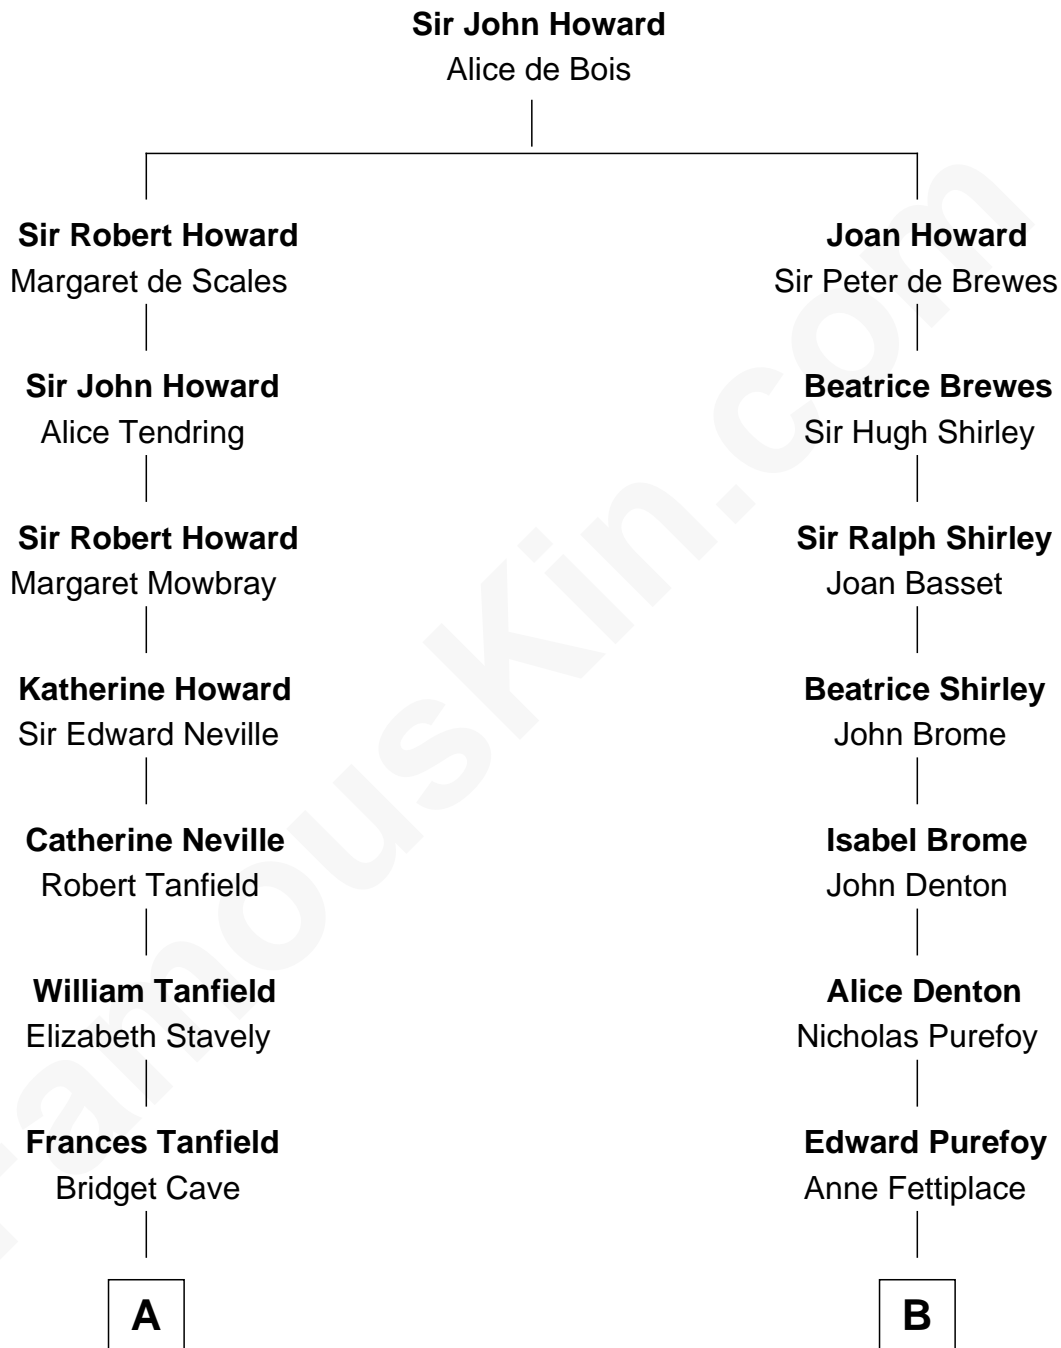 Sir John Howard
Alice de Bois
Sir Robert Howard
Margaret de Scales
Joan Howard
Sir Peter de Brewes
Sir John Howard
Alice Tendring
Beatrice Brewes
Sir Hugh Shirley
Sir Robert Howard
Margaret Mowbray
Sir Ralph Shirley
Joan Basset
Katherine Howard
Sir Edward Neville
Beatrice Shirley
John Brome
Catherine Neville
Robert Tanfield
Isabel Brome
John Denton
William Tanfield
Elizabeth Stavely
Alice Denton
Nicholas Purefoy
Frances Tanfield
Bridget Cave
Edward Purefoy
Anne Fettiplace
A
B
FamousKin.com